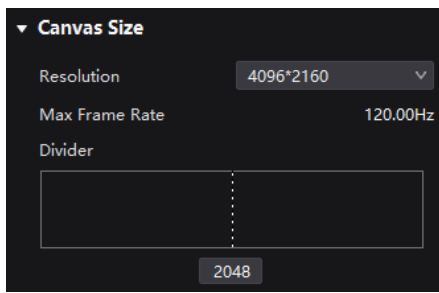 Canvas Size
Resolution 4096*2160
Max Frame Rate 120.00Hz
Divider
2048